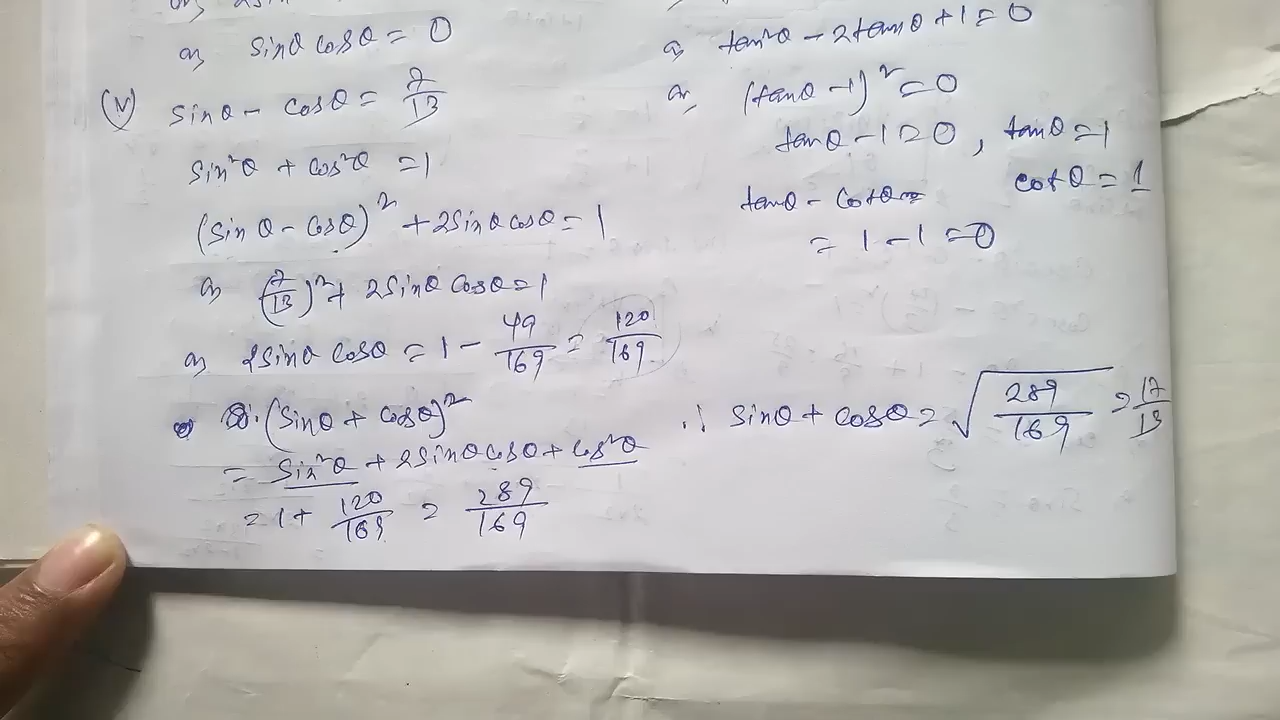 or, sinθ cosθ = 0
(V) sinθ - cosθ = 7/13
sin²θ + cos²θ = 1
(sinθ - cosθ)² + 2sinθ cosθ = 1
or, (7/13)² + 2sinθ cosθ = 1
or, 2sinθ cosθ = 1 - 49/169 = 120/169
(sinθ + cosθ)²
= sin²θ + 2sinθcosθ + cos²θ
= 1 + 120/169 = 289/169
or, tan²θ - 2tanθ + 1 = 0
or, (tanθ - 1)² = 0
tanθ - 1 = 0, tanθ = 1
cotθ = 1
tanθ - cotθ =
= 1 - 1 = 0
∴ sinθ + cosθ = √289/169 = 17/13